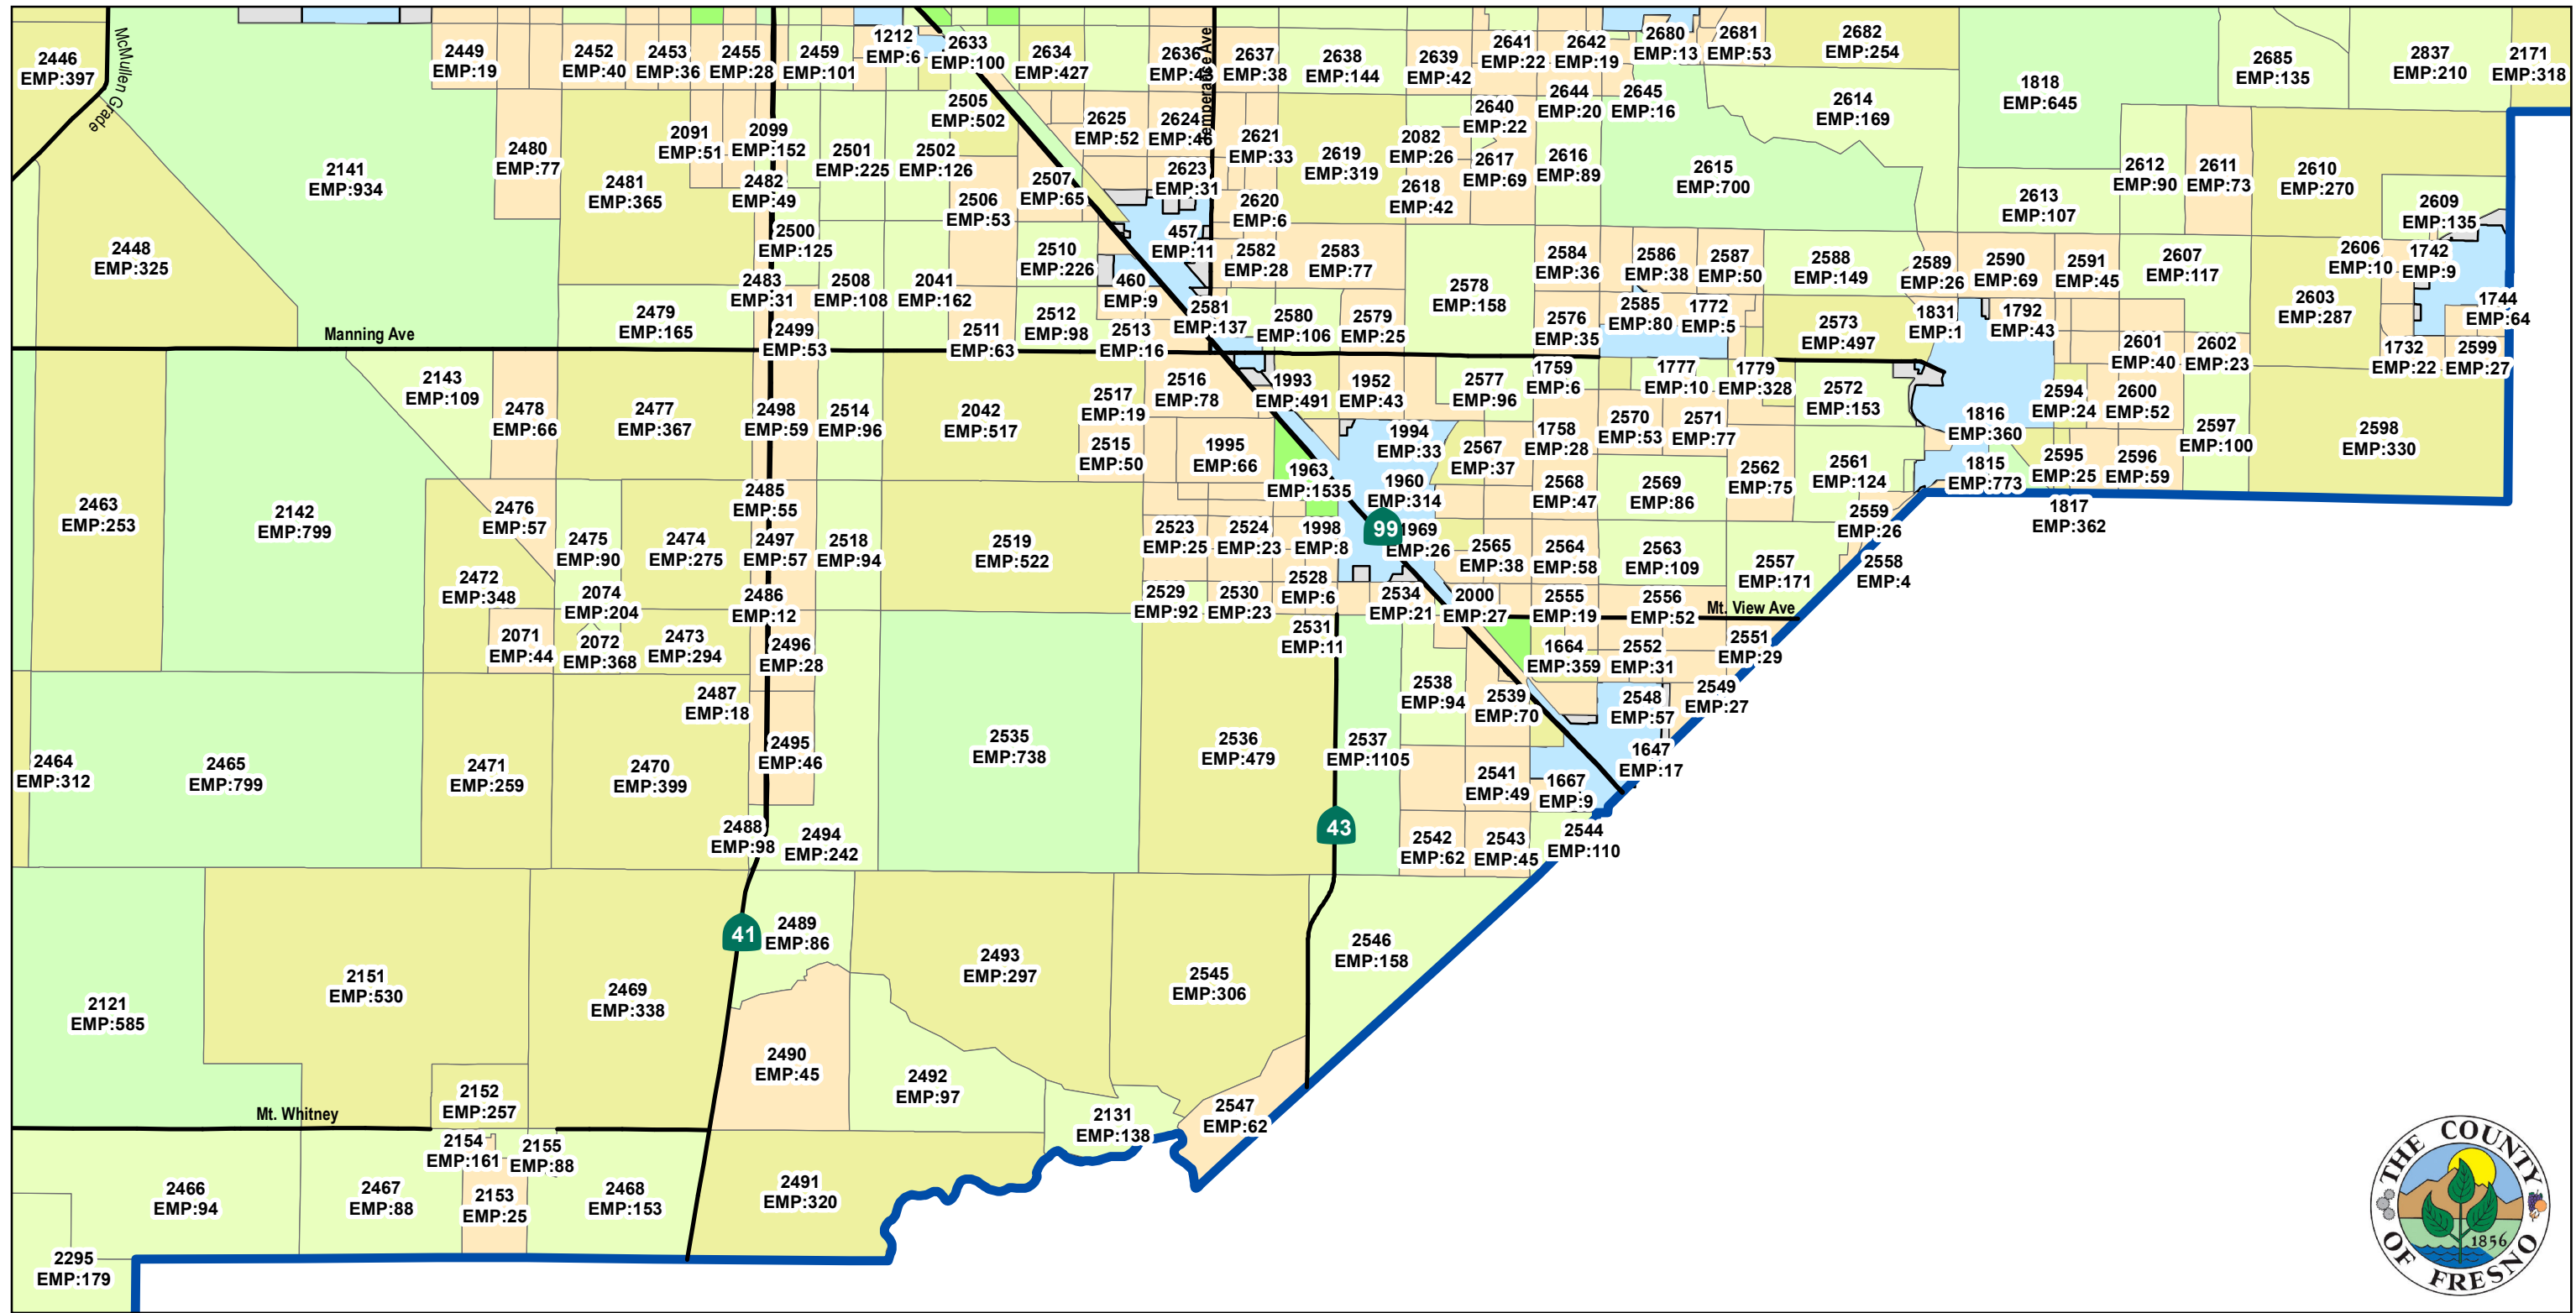 2446
EMP:397
McMullen Grade
2449
EMP:19
2452
EMP:40
2453
EMP:36
2455
EMP:28
2459
EMP:101
1212
EMP:6
2633
EMP:100
2634
EMP:427
2636
EMP:43
Temperance Ave
2637
EMP:38
2638
EMP:144
2639
EMP:42
2641
EMP:22
2642
EMP:19
2680
EMP:13
2681
EMP:53
2682
EMP:254
1818
EMP:645
2685
EMP:135
2837
EMP:210
2171
EMP:318
2141
EMP:934
2480
EMP:77
2091
EMP:51
2099
EMP:152
2481
EMP:365
2482
EMP:49
2501
EMP:225
2502
EMP:126
2505
EMP:502
2506
EMP:53
2507
EMP:65
2625
EMP:52
2624
EMP:46
2623
EMP:31
2621
EMP:33
2620
EMP:6
2619
EMP:319
2082
EMP:26
2618
EMP:42
2640
EMP:22
2617
EMP:69
2644
EMP:20
2645
EMP:16
2616
EMP:89
2615
EMP:700
2614
EMP:169
2613
EMP:107
2612
EMP:90
2611
EMP:73
2610
EMP:270
2609
EMP:135
2448
EMP:325
2500
EMP:125
2483
EMP:31
2508
EMP:108
2041
EMP:162
2510
EMP:226
457
EMP:11
460
EMP:9
2582
EMP:28
2583
EMP:77
2578
EMP:158
2584
EMP:36
2586
EMP:38
2587
EMP:50
2588
EMP:149
2589
EMP:26
2590
EMP:69
2591
EMP:45
2607
EMP:117
2606
EMP:10
1742
EMP:9
2603
EMP:287
1744
EMP:64
2479
EMP:165
2499
EMP:53
2511
EMP:63
2512
EMP:98
2513
EMP:16
2581
EMP:137
2580
EMP:106
2579
EMP:25
2576
EMP:35
2585
EMP:80
1772
EMP:5
2573
EMP:497
1831
EMP:1
1792
EMP:43
2601
EMP:40
2602
EMP:23
1732
EMP:22
2599
EMP:27
Manning Ave
2143
EMP:109
2478
EMP:66
2477
EMP:367
2498
EMP:59
2514
EMP:96
2042
EMP:517
2517
EMP:19
2516
EMP:78
1993
EMP:491
1952
EMP:43
2577
EMP:96
1759
EMP:6
1777
EMP:10
1779
EMP:328
2572
EMP:153
2515
EMP:50
1995
EMP:66
1994
EMP:33
2567
EMP:37
1758
EMP:28
2570
EMP:53
2571
EMP:77
1816
EMP:360
2594
EMP:24
2600
EMP:52
2597
EMP:100
2598
EMP:330
2463
EMP:253
2142
EMP:799
2476
EMP:57
2475
EMP:90
2474
EMP:275
2485
EMP:55
2497
EMP:57
2518
EMP:94
2519
EMP:522
1963
EMP:1535
1960
EMP:314
2568
EMP:47
2569
EMP:86
2562
EMP:75
2561
EMP:124
1815
EMP:773
2595
EMP:25
2596
EMP:59
1817
EMP:362
2523
EMP:25
2524
EMP:23
1998
EMP:8
99
1969
EMP:26
2565
EMP:38
2564
EMP:58
2563
EMP:109
2557
EMP:171
2559
EMP:26
2558
EMP:4
2472
EMP:348
2074
EMP:204
2486
EMP:12
2529
EMP:92
2530
EMP:23
2528
EMP:6
2534
EMP:21
2000
EMP:27
2555
EMP:19
2556
EMP:52
Mt. View Ave
2071
EMP:44
2072
EMP:368
2473
EMP:294
2496
EMP:28
2531
EMP:11
1664
EMP:359
2552
EMP:31
2551
EMP:29
2487
EMP:18
2538
EMP:94
2539
EMP:70
2548
EMP:57
2549
EMP:27
2464
EMP:312
2465
EMP:799
2471
EMP:259
2470
EMP:399
2495
EMP:46
2535
EMP:738
2536
EMP:479
2537
EMP:1105
2541
EMP:49
1667
EMP:9
1647
EMP:17
2488
EMP:98
2494
EMP:242
43
2542
EMP:62
2543
EMP:45
2544
EMP:110
41
2489
EMP:86
2493
EMP:297
2545
EMP:306
2546
EMP:158
2121
EMP:585
2151
EMP:530
2469
EMP:338
2490
EMP:45
2492
EMP:97
2152
EMP:257
Mt. Whitney
2131
EMP:138
2547
EMP:62
2154
EMP:161
2155
EMP:88
2466
EMP:94
2467
EMP:88
2153
EMP:25
2468
EMP:153
2491
EMP:320
2295
EMP:179
THE COUNTY
OF FRESNO
1856